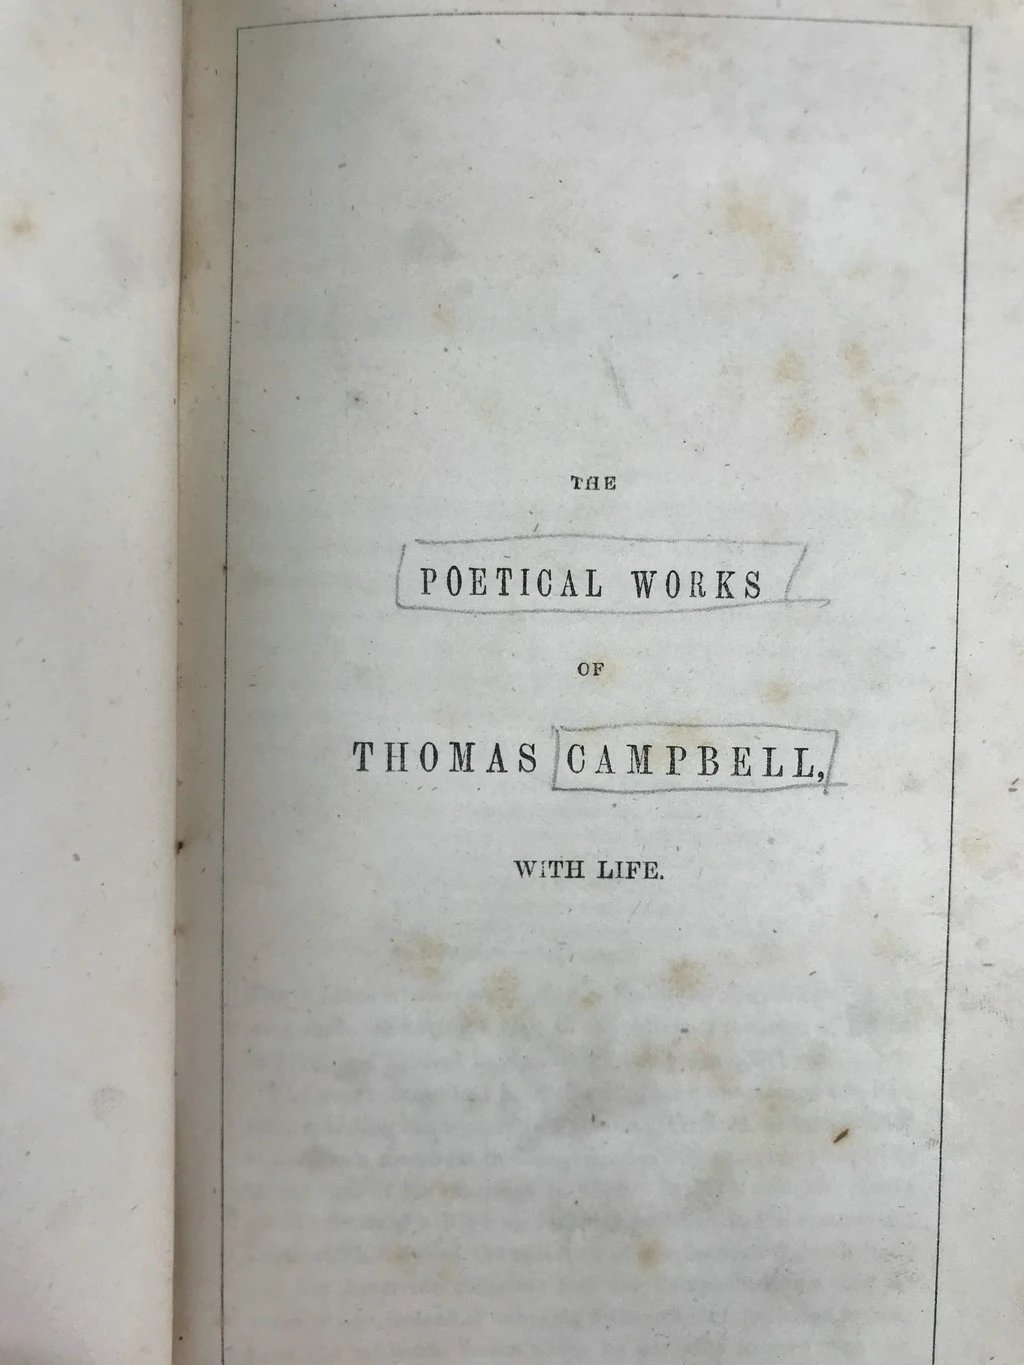 THE
POETICAL WORKS
OF
THOMAS CAMPBELL,
WITH LIFE.